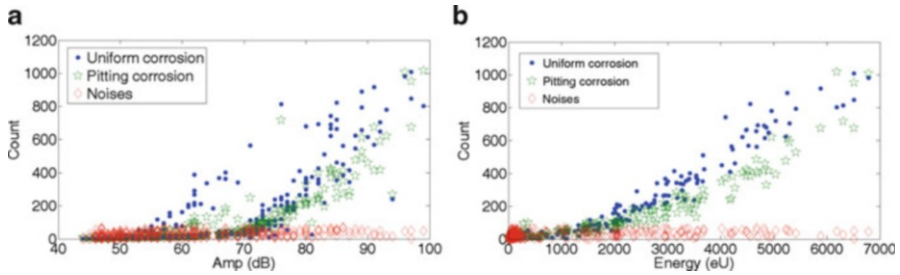 a
1200
1000
800
600
400
200
0
Count
Uniform corrosion
Pitting corrosion
Noises
40 50 60 70 80 90 100
Amp (dB)
b
1200
1000
800
600
400
200
0
Count
Uniform corrosion
Pitting corrosion
Noises
0 1000 2000 3000 4000 5000 6000 7000
Energy (eU)